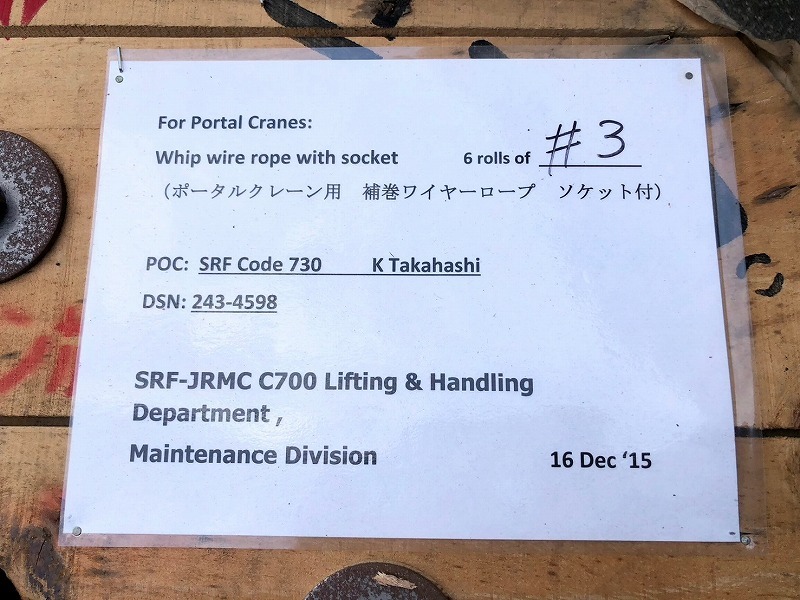 For Portal Cranes:
Whip wire rope with socket 6 rolls of #3
（ポータルクレーン用　補巻ワイヤーロープ　ソケット付）
POC: SRF Code 730 K Takahashi
DSN: 243-4598
SRF-JRMC C700 Lifting & Handling
Department ,
Maintenance Division 16 Dec ‘15